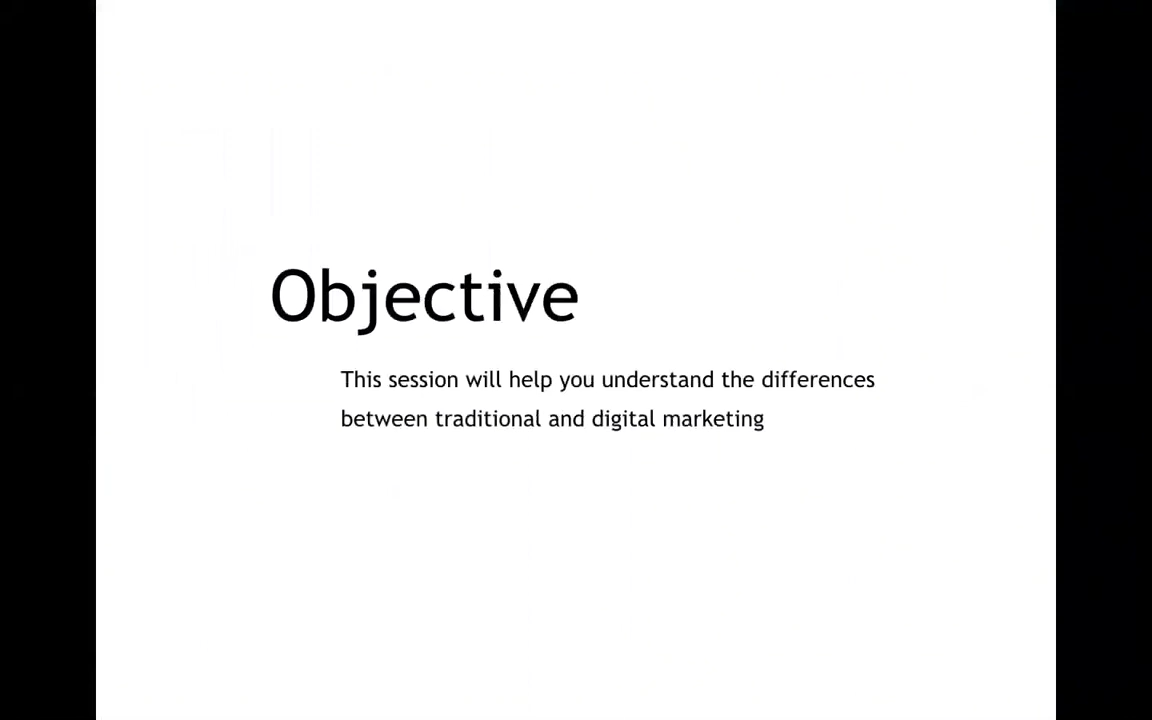 Objective
This session will help you understand the differences
between traditional and digital marketing